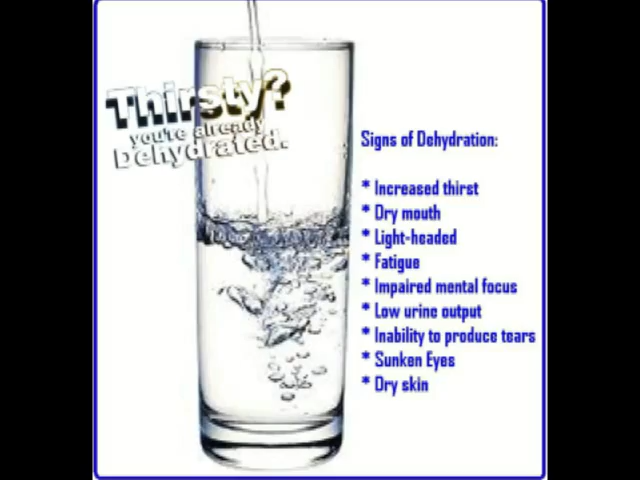 Thirsty?
you're already
Dehydrated.
Signs of Dehydration:
* Increased thirst
* Dry mouth
* Light-headed
* Fatigue
* Impaired mental focus
* Low urine output
* Inability to produce tears
* Sunken Eyes
* Dry skin